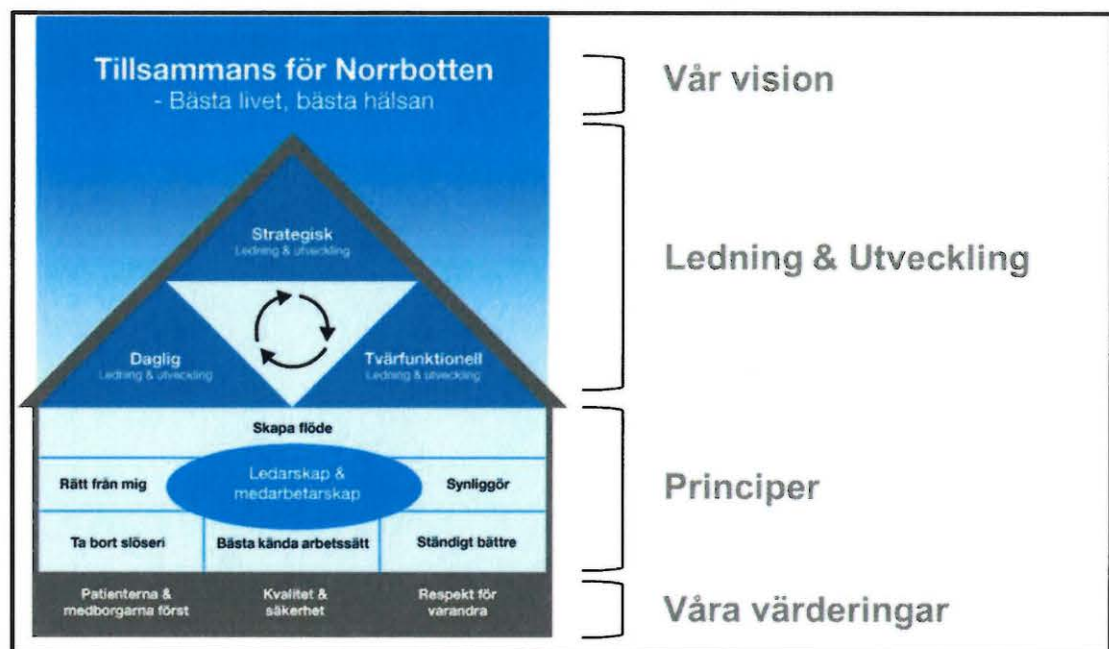 Tillsammans för Norrbotten
- Bästa livet, bästa hälsan
Vår vision
Strategisk
Ledning & utveckling
Ledning & Utveckling
Daglig
Ledning & utveckling
Tvärfunktionell
Ledning & utveckling
Skapa flöde
Rätt från mig
Ledarskap &
medarbetarskap
Synliggör
Principer
Ta bort slöseri
Bästa kända arbetssätt
Ständigt bättre
Patienterna &
medborgarna först
Kvalitet &
säkerhet
Respekt för
varandra
Våra värderingar